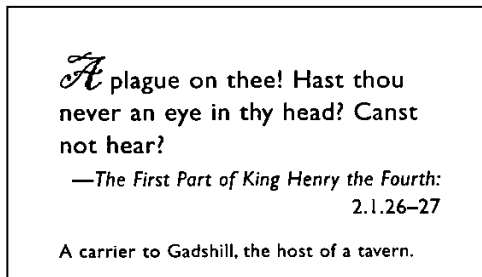 A plague on thee! Hast thou
never an eye in thy head? Canst
not hear?
—The First Part of King Henry the Fourth:
2.1.26–27
A carrier to Gadshill, the host of a tavern.